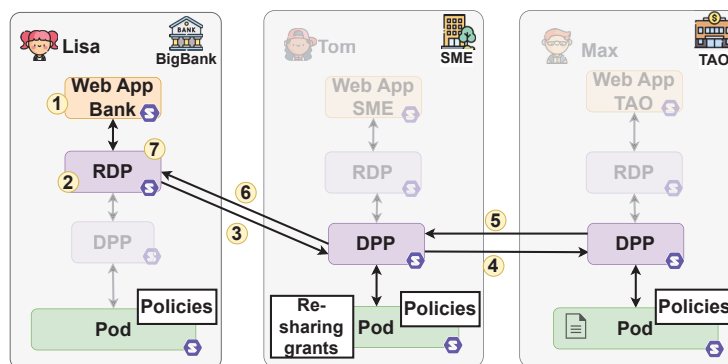 Lisa
BANK
BigBank
Web App
Bank
1
7
RDP
2
DPP
Policies
Pod
6
3
Tom
SME
Web App
SME
RDP
DPP
Re-
sharing
grants
Policies
Pod
5
4
Max
$
TAO
Web App
TAO
RDP
DPP
Policies
Pod